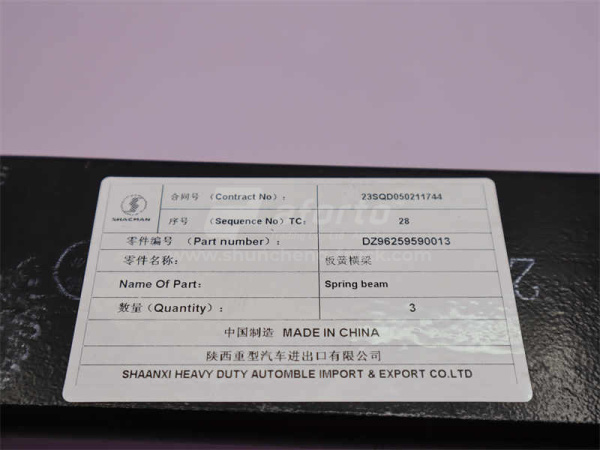 SHACMAN
合同号 (Contract No): 23SQD050211744
序号 (Sequence No) TC: 28
零件编号 (Part number): DZ96259590013
零件名称: 板簧横梁
Name Of Part: Spring beam
数量 (Quantity): 3
中国制造 MADE IN CHINA
陕西重型汽车进出口有限公司
SHAANXI HEAVY DUTY AUTOMBLE IMPORT & EXPORT CO.LTD
2